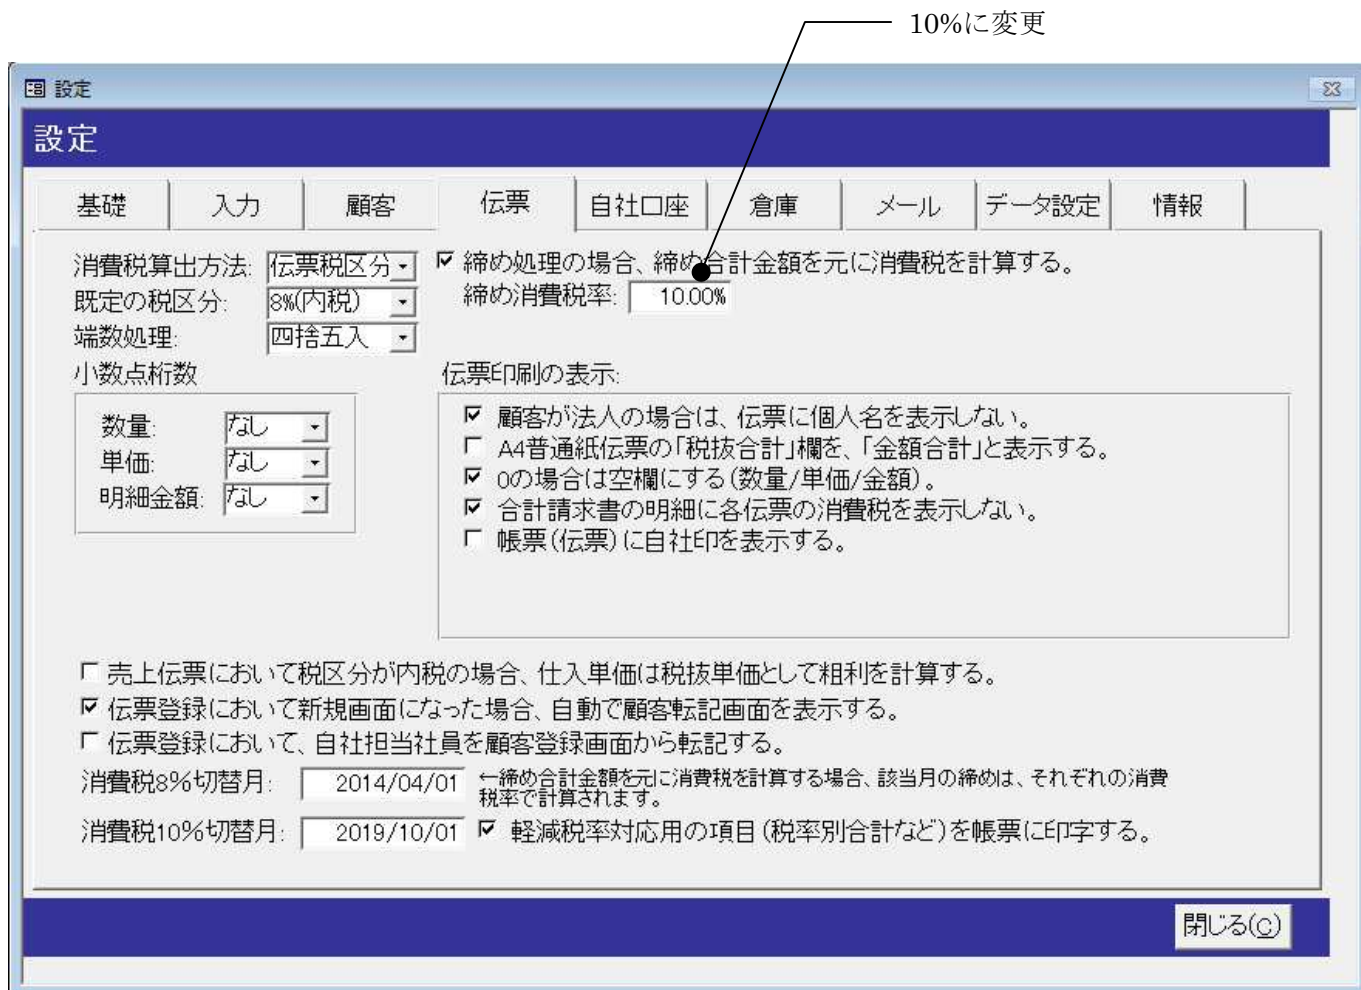 10%に変更
設定
設定
基礎 入力 顧客 伝票 自社口座 倉庫 メール データ設定 情報
消費税算出方法: 伝票税区分 締め処理の場合、締め合計金額を元に消費税を計算する。
既定の税区分: 8%(内税) 締め消費税率: 10.00%
端数処理: 四捨五入
小数点桁数 伝票印刷の表示:
数量: なし 顧客が法人の場合は、伝票に個人名を表示しない。
A4普通紙伝票の「税抜合計」欄を、「金額合計」と表示する。
単価: なし 0の場合は空欄にする(数量/単価/金額)。
明細金額: なし 合計請求書の明細に各伝票の消費税を表示しない。
帳票(伝票)に自社印を表示する。
売上伝票において税区分が内税の場合、仕入単価は税抜単価として粗利を計算する。
伝票登録において新規画面になった場合、自動で顧客転記画面を表示する。
伝票登録において、自社担当社員を顧客登録画面から転記する。
消費税8%切替月: 2014/04/01 ←締め合計金額を元に消費税を計算する場合、該当月の締めは、それぞれの消費
税率で計算されます。
消費税10%切替月: 2019/10/01 軽減税率対応用の項目(税率別合計など)を帳票に印字する。
閉じる(C)